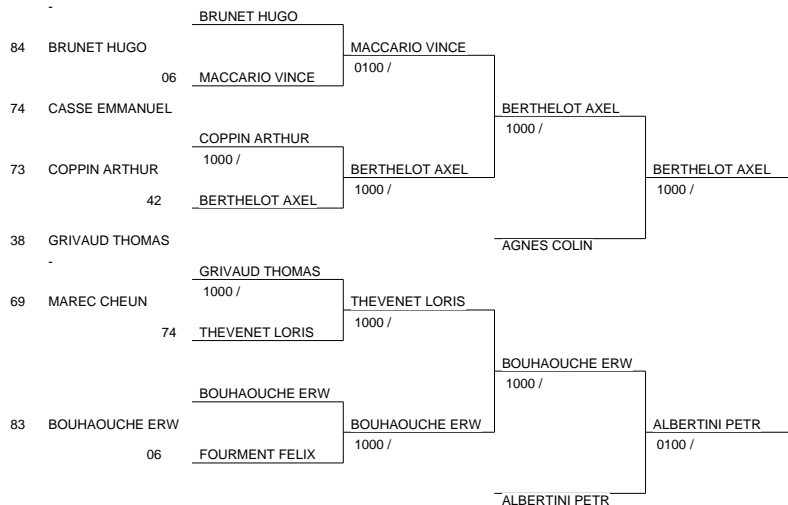 -
BRUNET HUGO
84 BRUNET HUGO
MACCARIO VINCE
0100 /
06 MACCARIO VINCE
74 CASSE EMMANUEL
BERTHELOT AXEL
1000 /
COPPIN ARTHUR
1000 /
73 COPPIN ARTHUR
BERTHELOT AXEL
1000 /
BERTHELOT AXEL
1000 /
42 BERTHELOT AXEL
38 GRIVAUD THOMAS
AGNES COLIN
-
GRIVAUD THOMAS
1000 /
69 MAREC CHEUN
THEVENET LORIS
1000 /
74 THEVENET LORIS
BOUHAOUCHE ERW
1000 /
BOUHAOUCHE ERW
83 BOUHAOUCHE ERW
BOUHAOUCHE ERW
1000 /
ALBERTINI PETR
0100 /
06 FOURMENT FELIX
ALBERTINI PETR